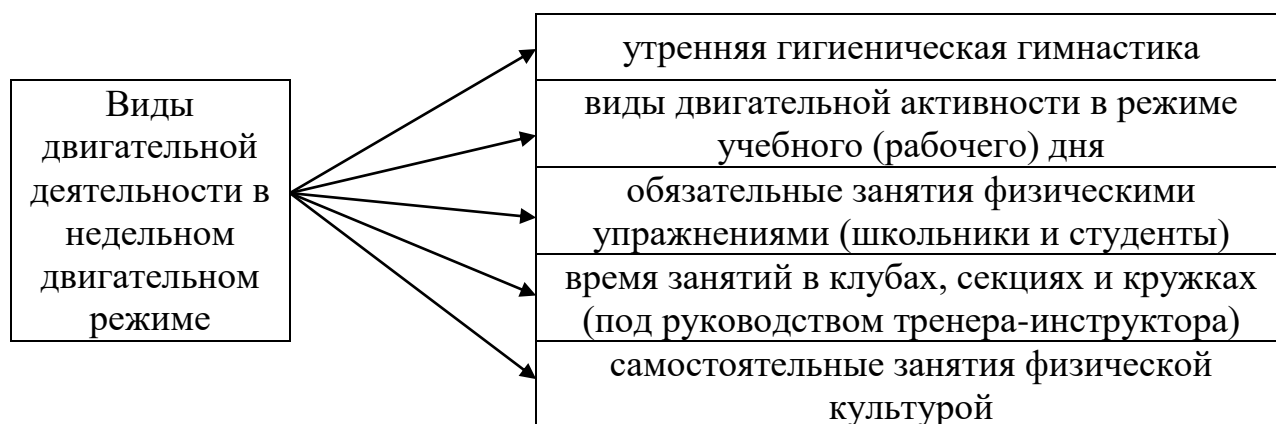 Виды
двигательной
деятельности в
недельном
двигательном
режиме
утренняя гигиеническая гимнастика
виды двигательной активности в режиме
учебного (рабочего) дня
обязательные занятия физическими
упражнениями (школьники и студенты)
время занятий в клубах, секциях и кружках
(под руководством тренера-инструктора)
самостоятельные занятия физической
культурой